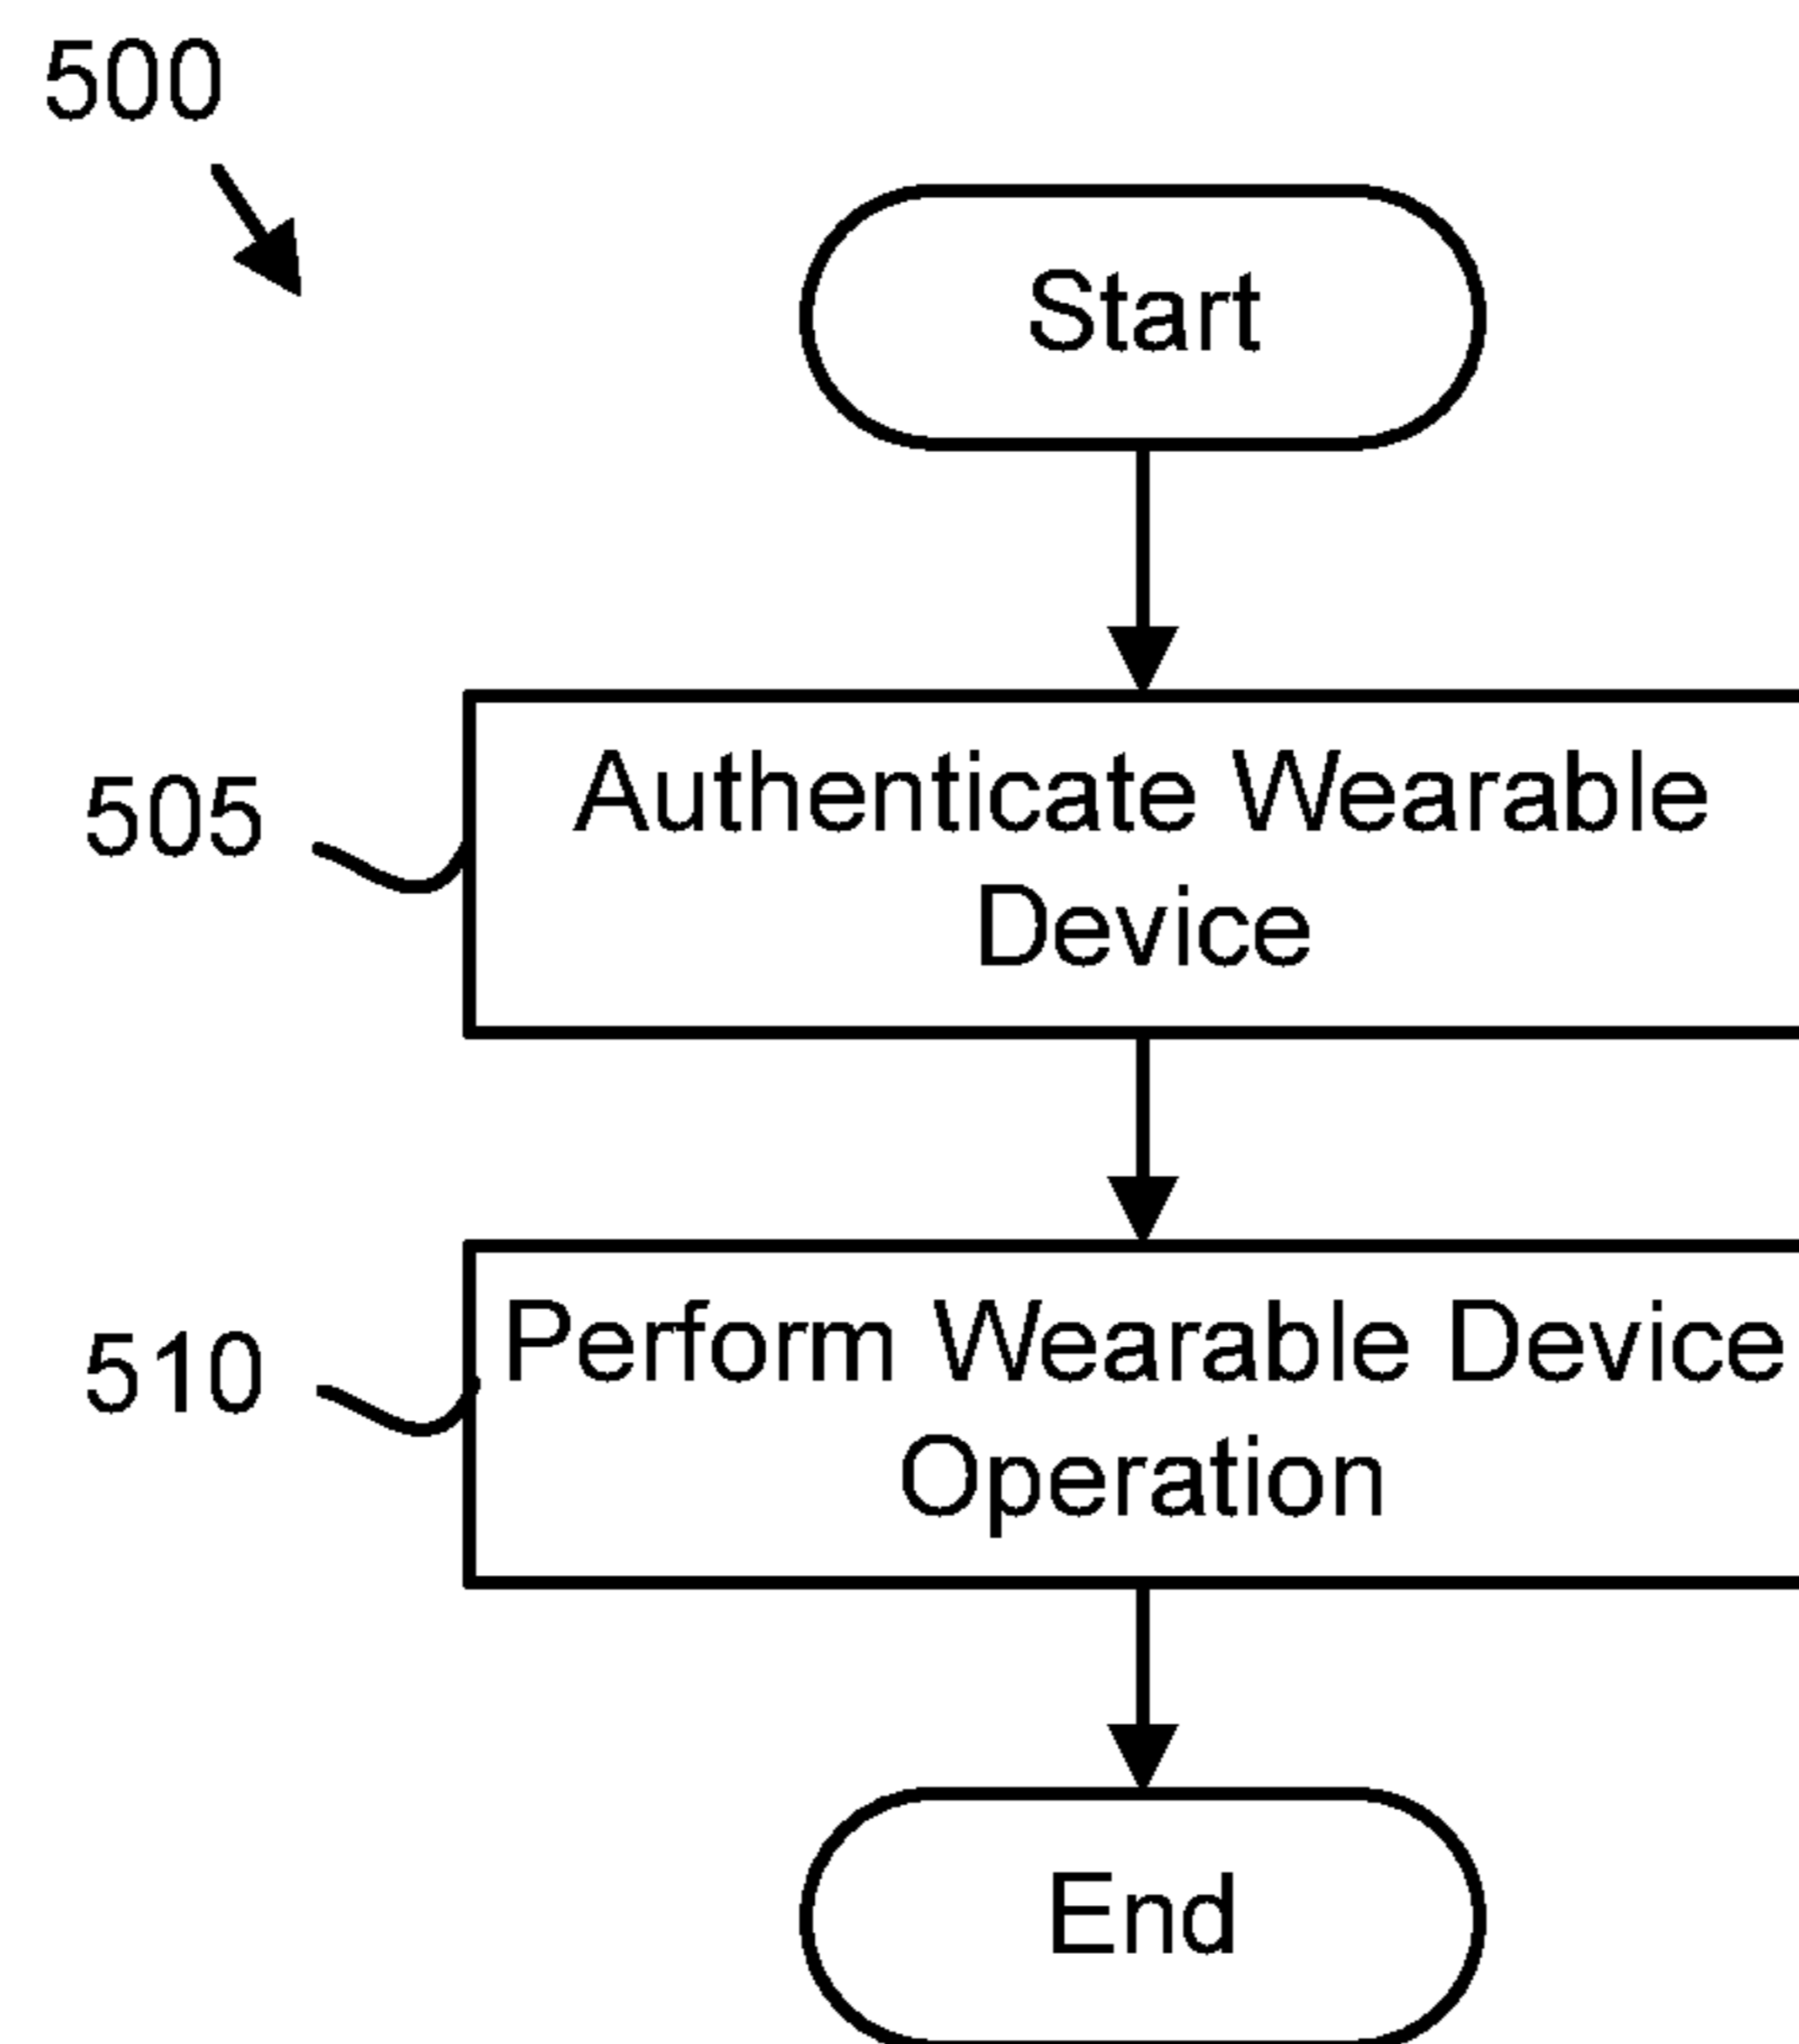 500
Start
505
Authenticate Wearable
Device
510
Perform Wearable Device
Operation
End